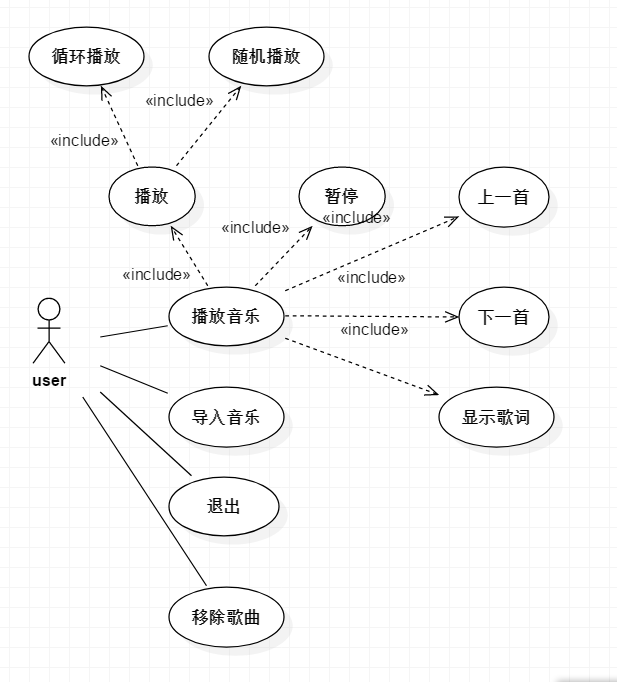 循环播放
随机播放
«include»
«include»
播放
暂停
上一首
«include»
«include»
«include»
«include»
播放音乐
下一首
«include»
user
导入音乐
显示歌词
退出
移除歌曲